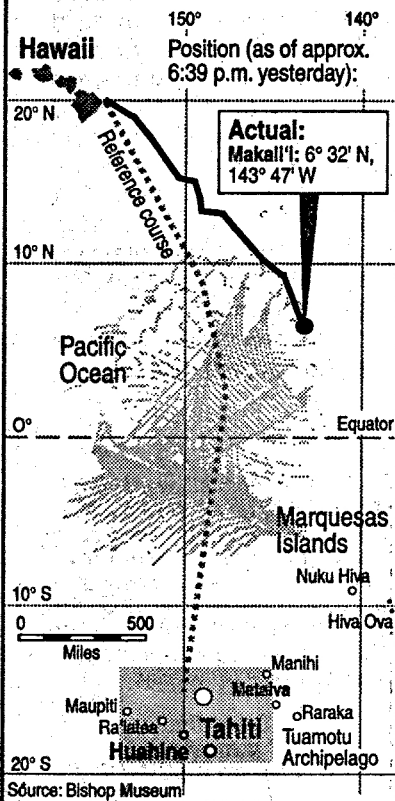 150°
140°
Hawaii
Position (as of approx.
6:39 p.m. yesterday):
20° N
Actual:
Makali'i: 6° 32' N,
143° 47' W
Reference course
10° N
Pacific
Ocean
0°
Equator
Marquesas
Islands
Nuku Hiva
10° S
Hiva Ova
0
500
Miles
Manihi
Mataiva
Maupiti
Raraka
Ra'iatea
Tahiti
Huahine
Tuamotu
Archipelago
20° S
Source: Bishop Museum